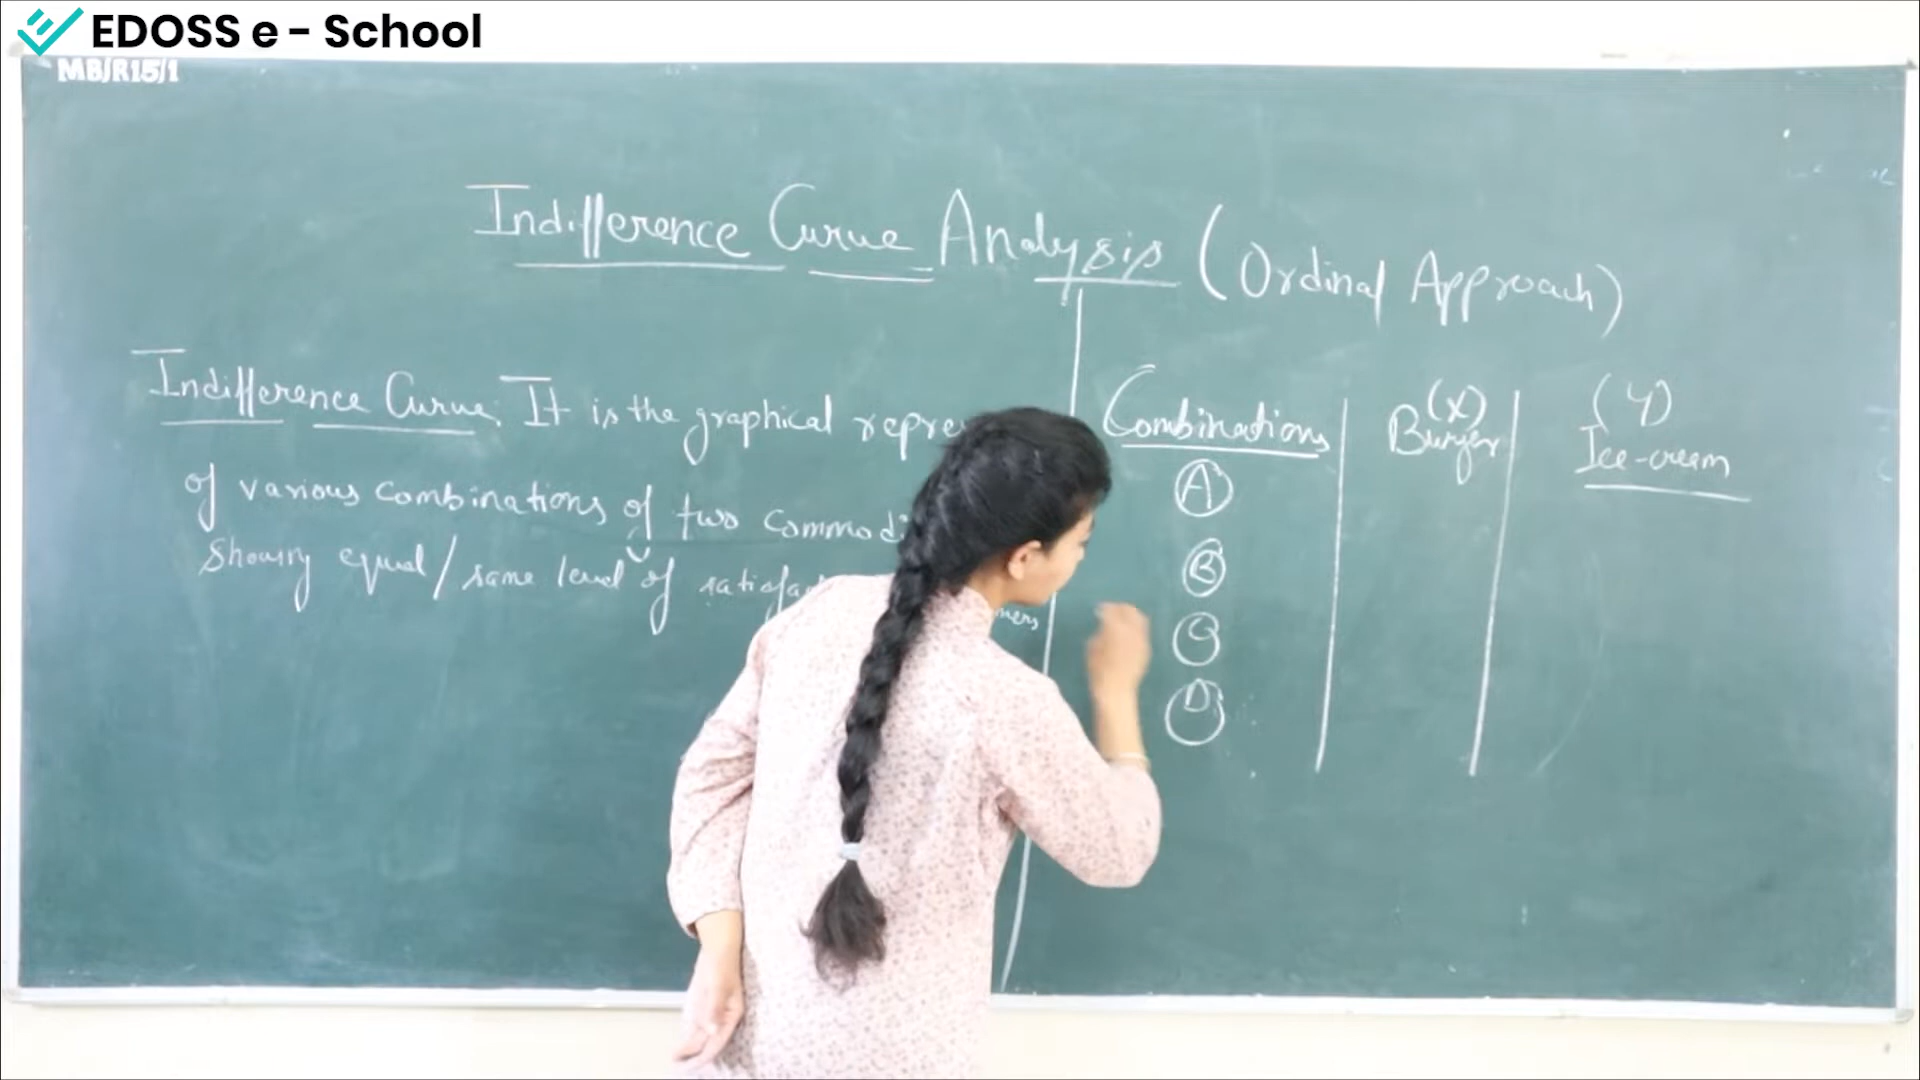 EDOSS e - School
MB/R15/1
Indifference Curve Analysis (Ordinal Approach)
Indifference Curve: It is the graphical repre
of various combinations of two commodi
Showing equal/same level of satisfa
mers
Combinations
(X)
Burger
(Y)
Ice-cream
A
B
C
D